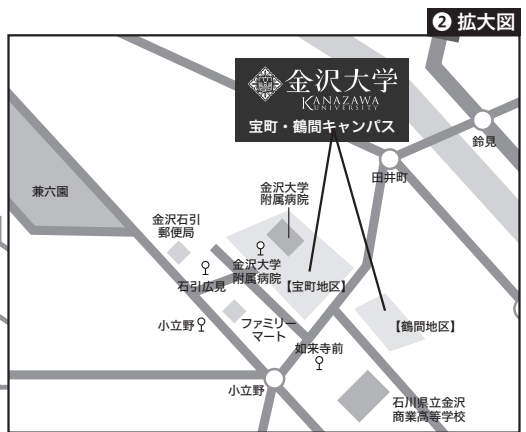 ❷ 拡大図
金沢大学
KANAZAWA
UNIVERSITY
宝町・鶴間キャンパス
鈴見
田井町
兼六園
金沢大学
附属病院
金沢石引
郵便局
金沢大学
附属病院
石引広見
【宝町地区】
小立野
ファミリー
マート
【鶴間地区】
如来寺前
小立野
石川県立金沢
商業高等学校